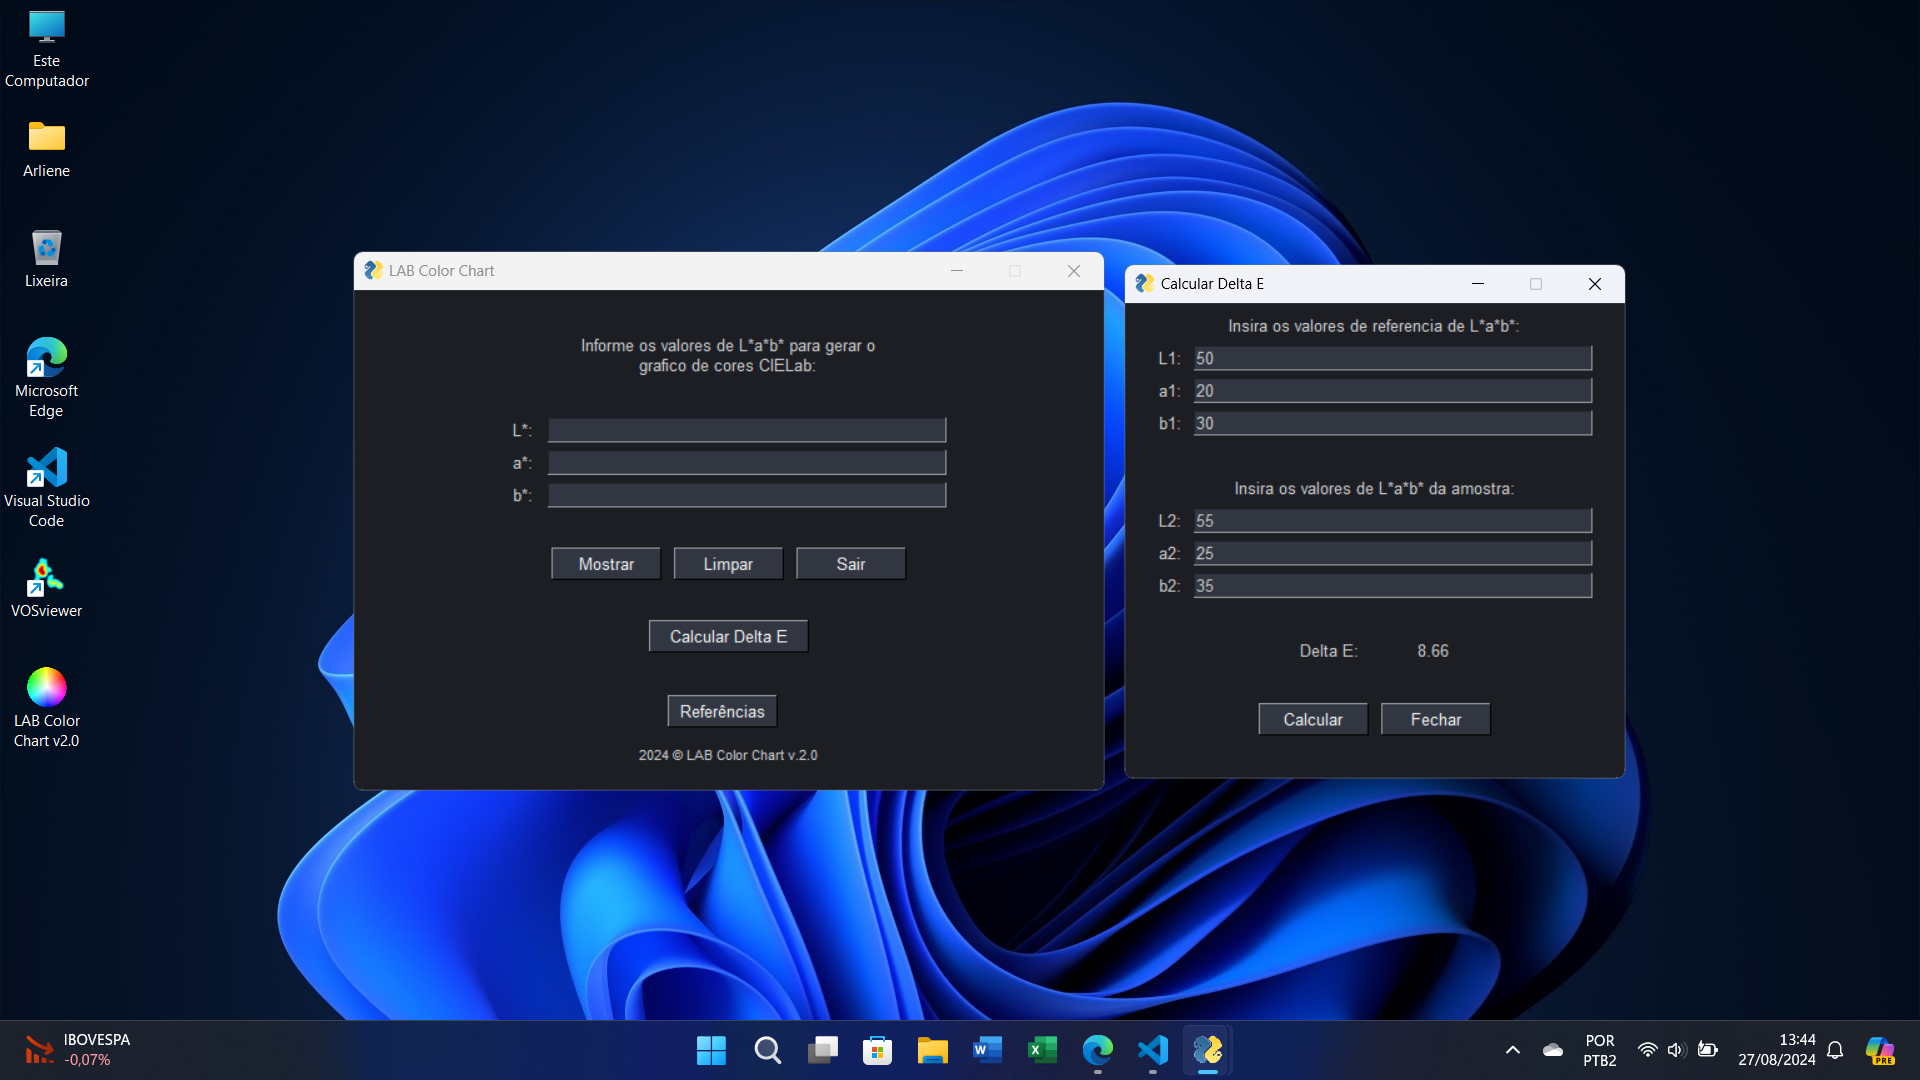 Este
Computador
Arliene
Lixeira
Microsoft
Edge
Visual Studio
Code
VOSviewer
LAB Color
Chart v2.0
LAB Color Chart
Informe os valores de L*a*b* para gerar o
grafico de cores CIELab:
L*:
a*:
b*:
Mostrar Limpar Sair
Calcular Delta E
Referências
2024 © LAB Color Chart v.2.0
Calcular Delta E
Insira os valores de referencia de L*a*b*:
L1: 50
a1: 20
b1: 30
Insira os valores de L*a*b* da amostra:
L2: 55
a2: 25
b2: 35
Delta E: 8.66
Calcular Fechar
IBOVESPA
-0,07%
POR
PTB2
13:44
27/08/2024
PRE